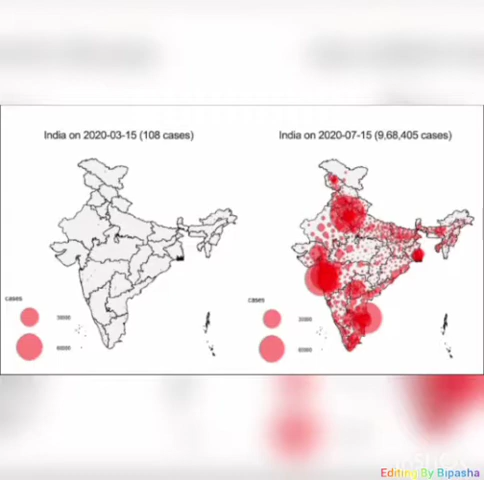 India on 2020-03-15 (108 cases)
India on 2020-07-15 (9,68,405 cases)
cases
cases
Editing By Bipasha